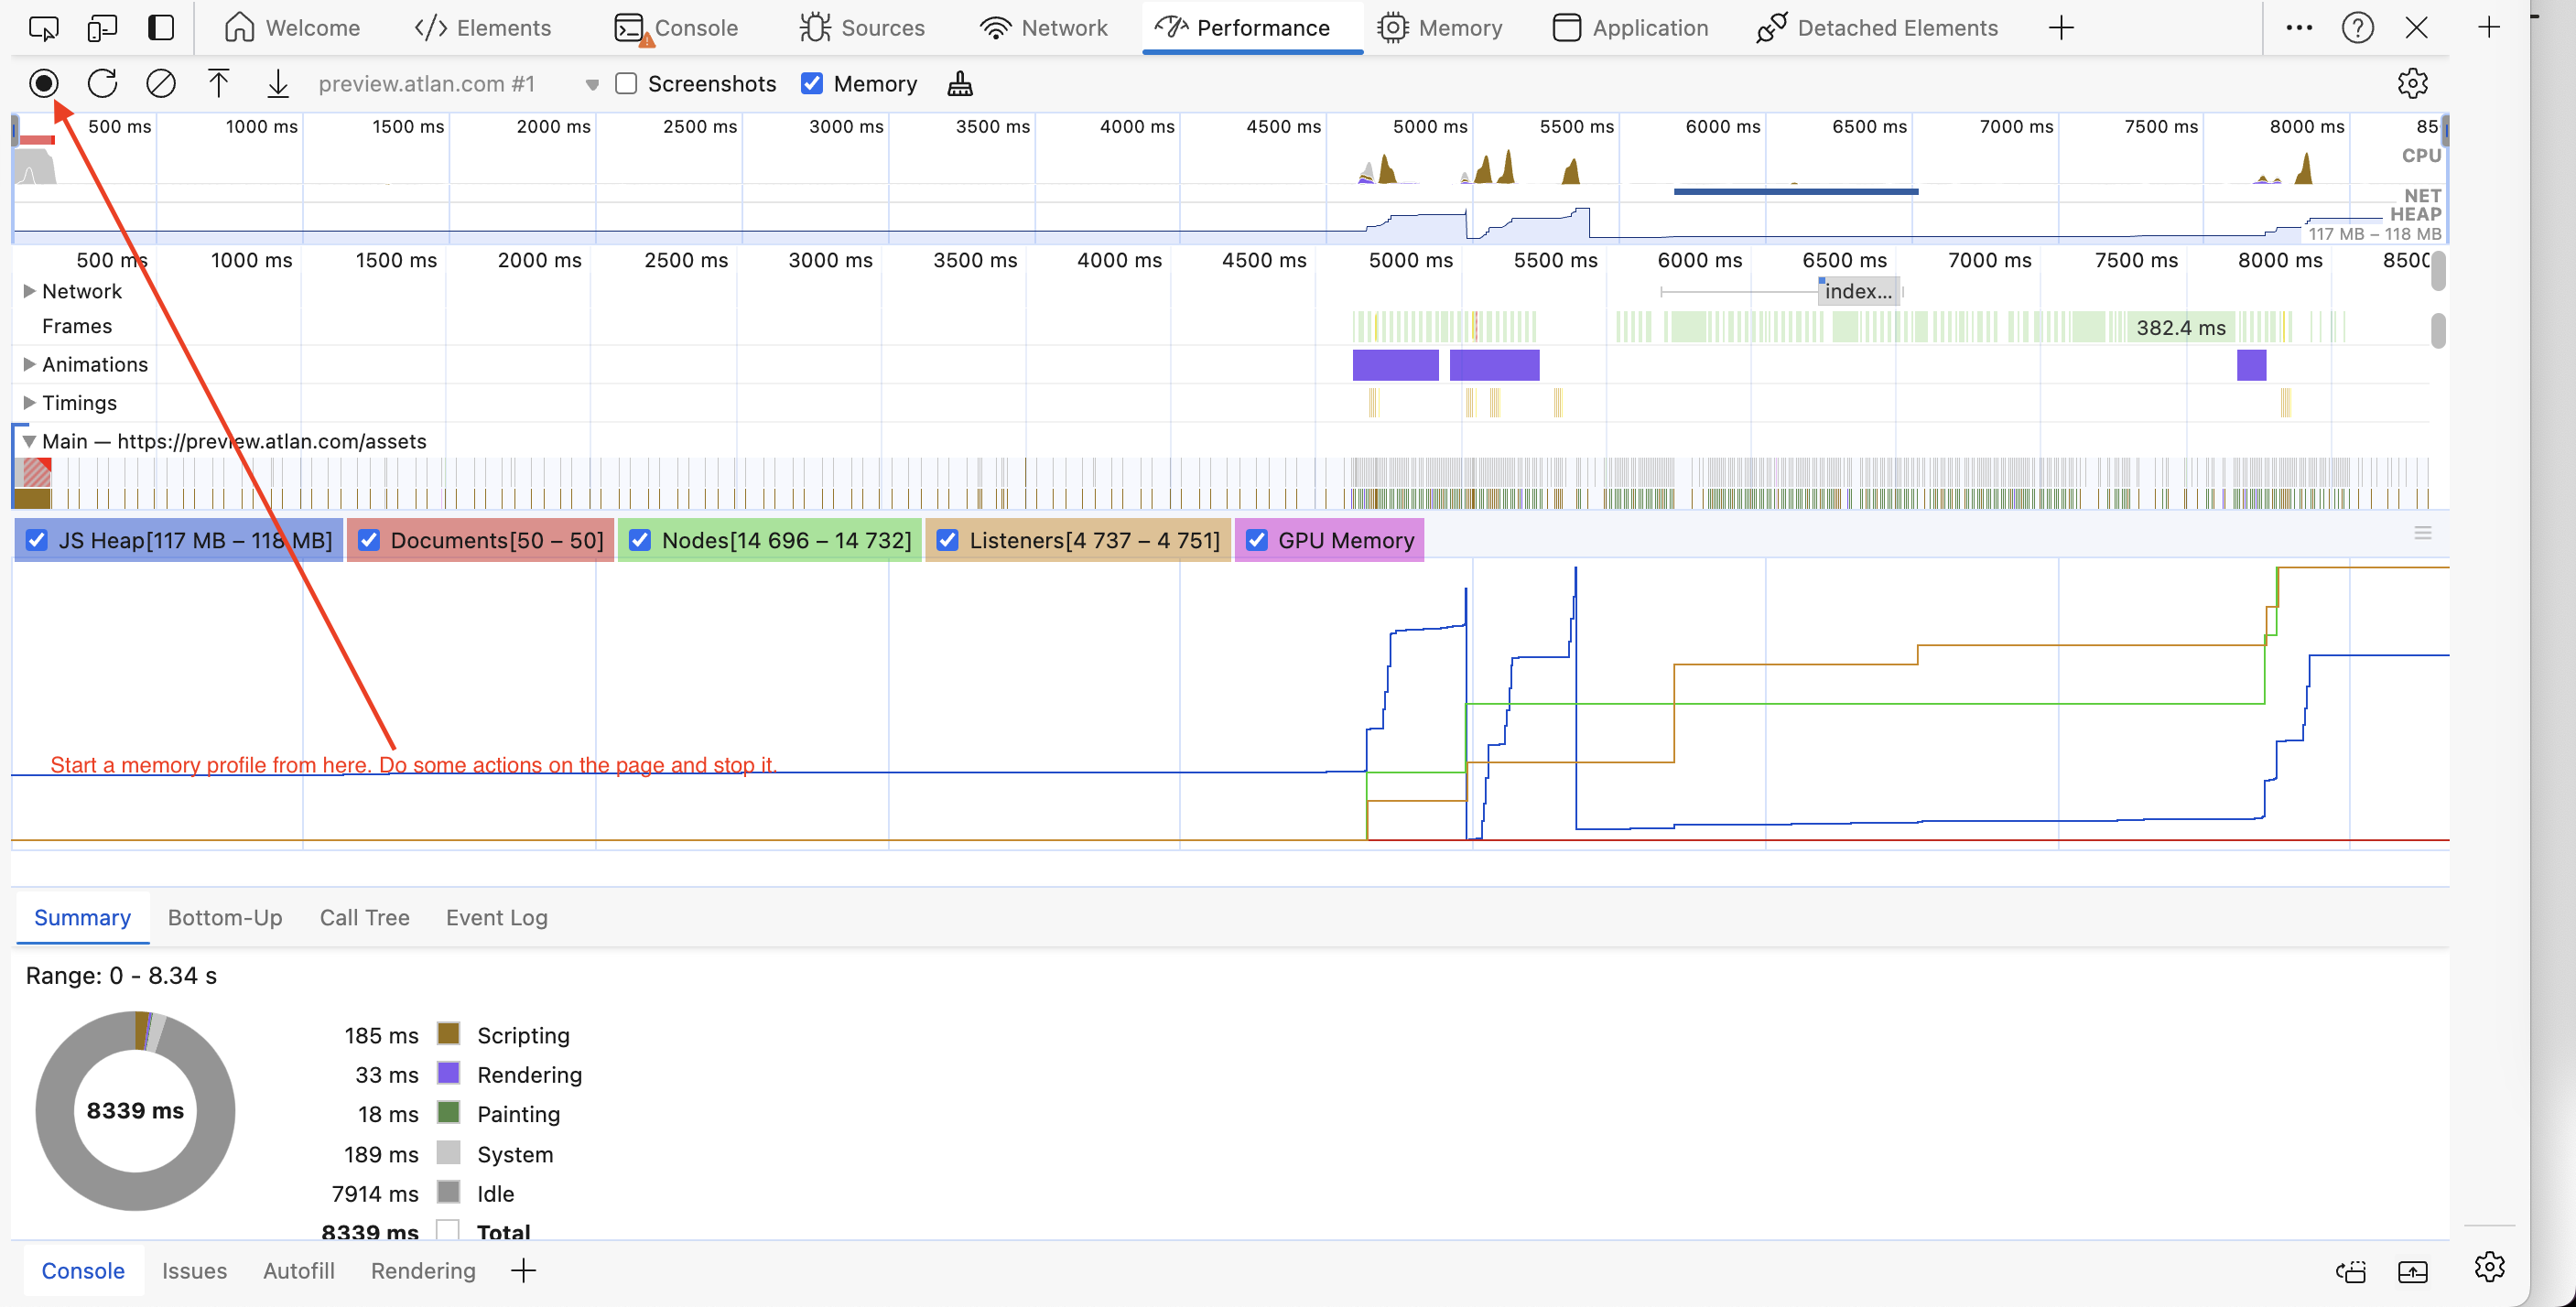 Welcome
Elements
Console
Sources
Network
Performance
Memory
Application
Detached Elements
preview.atlan.com #1
Screenshots
Memory
500 ms 1000 ms 1500 ms 2000 ms 2500 ms 3000 ms 3500 ms 4000 ms 4500 ms 5000 ms 5500 ms 6000 ms 6500 ms 7000 ms 7500 ms 8000 ms 85
CPU
NET
HEAP
117 MB – 118 MB
500 ms 1000 ms 1500 ms 2000 ms 2500 ms 3000 ms 3500 ms 4000 ms 4500 ms 5000 ms 5500 ms 6000 ms 6500 ms 7000 ms 7500 ms 8000 ms 8500
Network
index...
Frames
382.4 ms
Animations
Timings
Main — https://preview.atlan.com/assets
JS Heap[117 MB – 118 MB]
Documents[50 – 50]
Nodes[14 696 – 14 732]
Listeners[4 737 – 4 751]
GPU Memory
Start a memory profile from here. Do some actions on the page and stop it.
Summary
Bottom-Up
Call Tree
Event Log
Range: 0 - 8.34 s
8339 ms
185 ms Scripting
33 ms Rendering
18 ms Painting
189 ms System
7914 ms Idle
8339 ms Total
Console
Issues
Autofill
Rendering